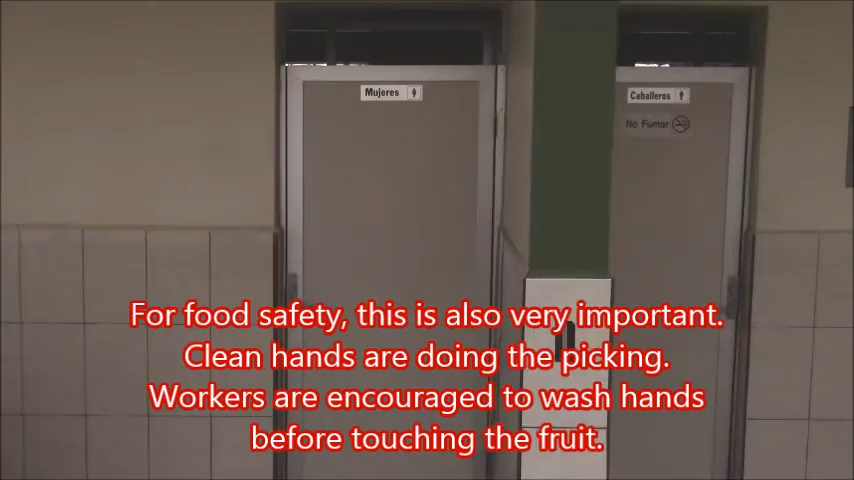 Mujeres
Caballeros
No Fumar
For food safety, this is also very important.
Clean hands are doing the picking.
Workers are encouraged to wash hands
before touching the fruit.